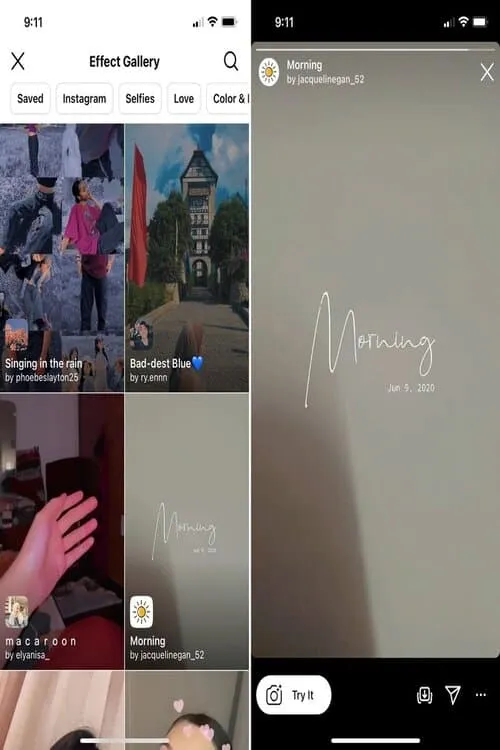 9:11
Effect Gallery
Saved
Instagram
Selfies
Love
Color &
Singing in the rain
by phoebeslayton25
Bad-dest Blue💙
by ry.ennn
Morning
Jun 9, 2020
m a c a r o o n
by elyanisa_
Morning
by jacquelinegan_52
9:11
Morning
by jacquelinegan_52
Morning
Jun 9, 2020
Try It